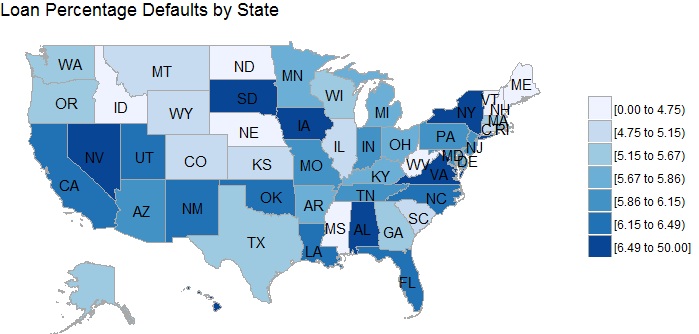 Loan Percentage Defaults by State
WA
MT
ND
MN
ME
VT
NH
OR
ID
SD
WI
MI
NY
MA
WY
IA
CT
RI
NE
PA
NJ
NV
UT
IL
IN
OH
MD
DE
CO
KS
MO
WV
VA
CA
KY
AZ
NM
OK
AR
TN
NC
SC
TX
MS
AL
GA
LA
FL
[0.00 to 4.75)
[4.75 to 5.15)
[5.15 to 5.67)
[5.67 to 5.86)
[5.86 to 6.15)
[6.15 to 6.49)
[6.49 to 50.00]